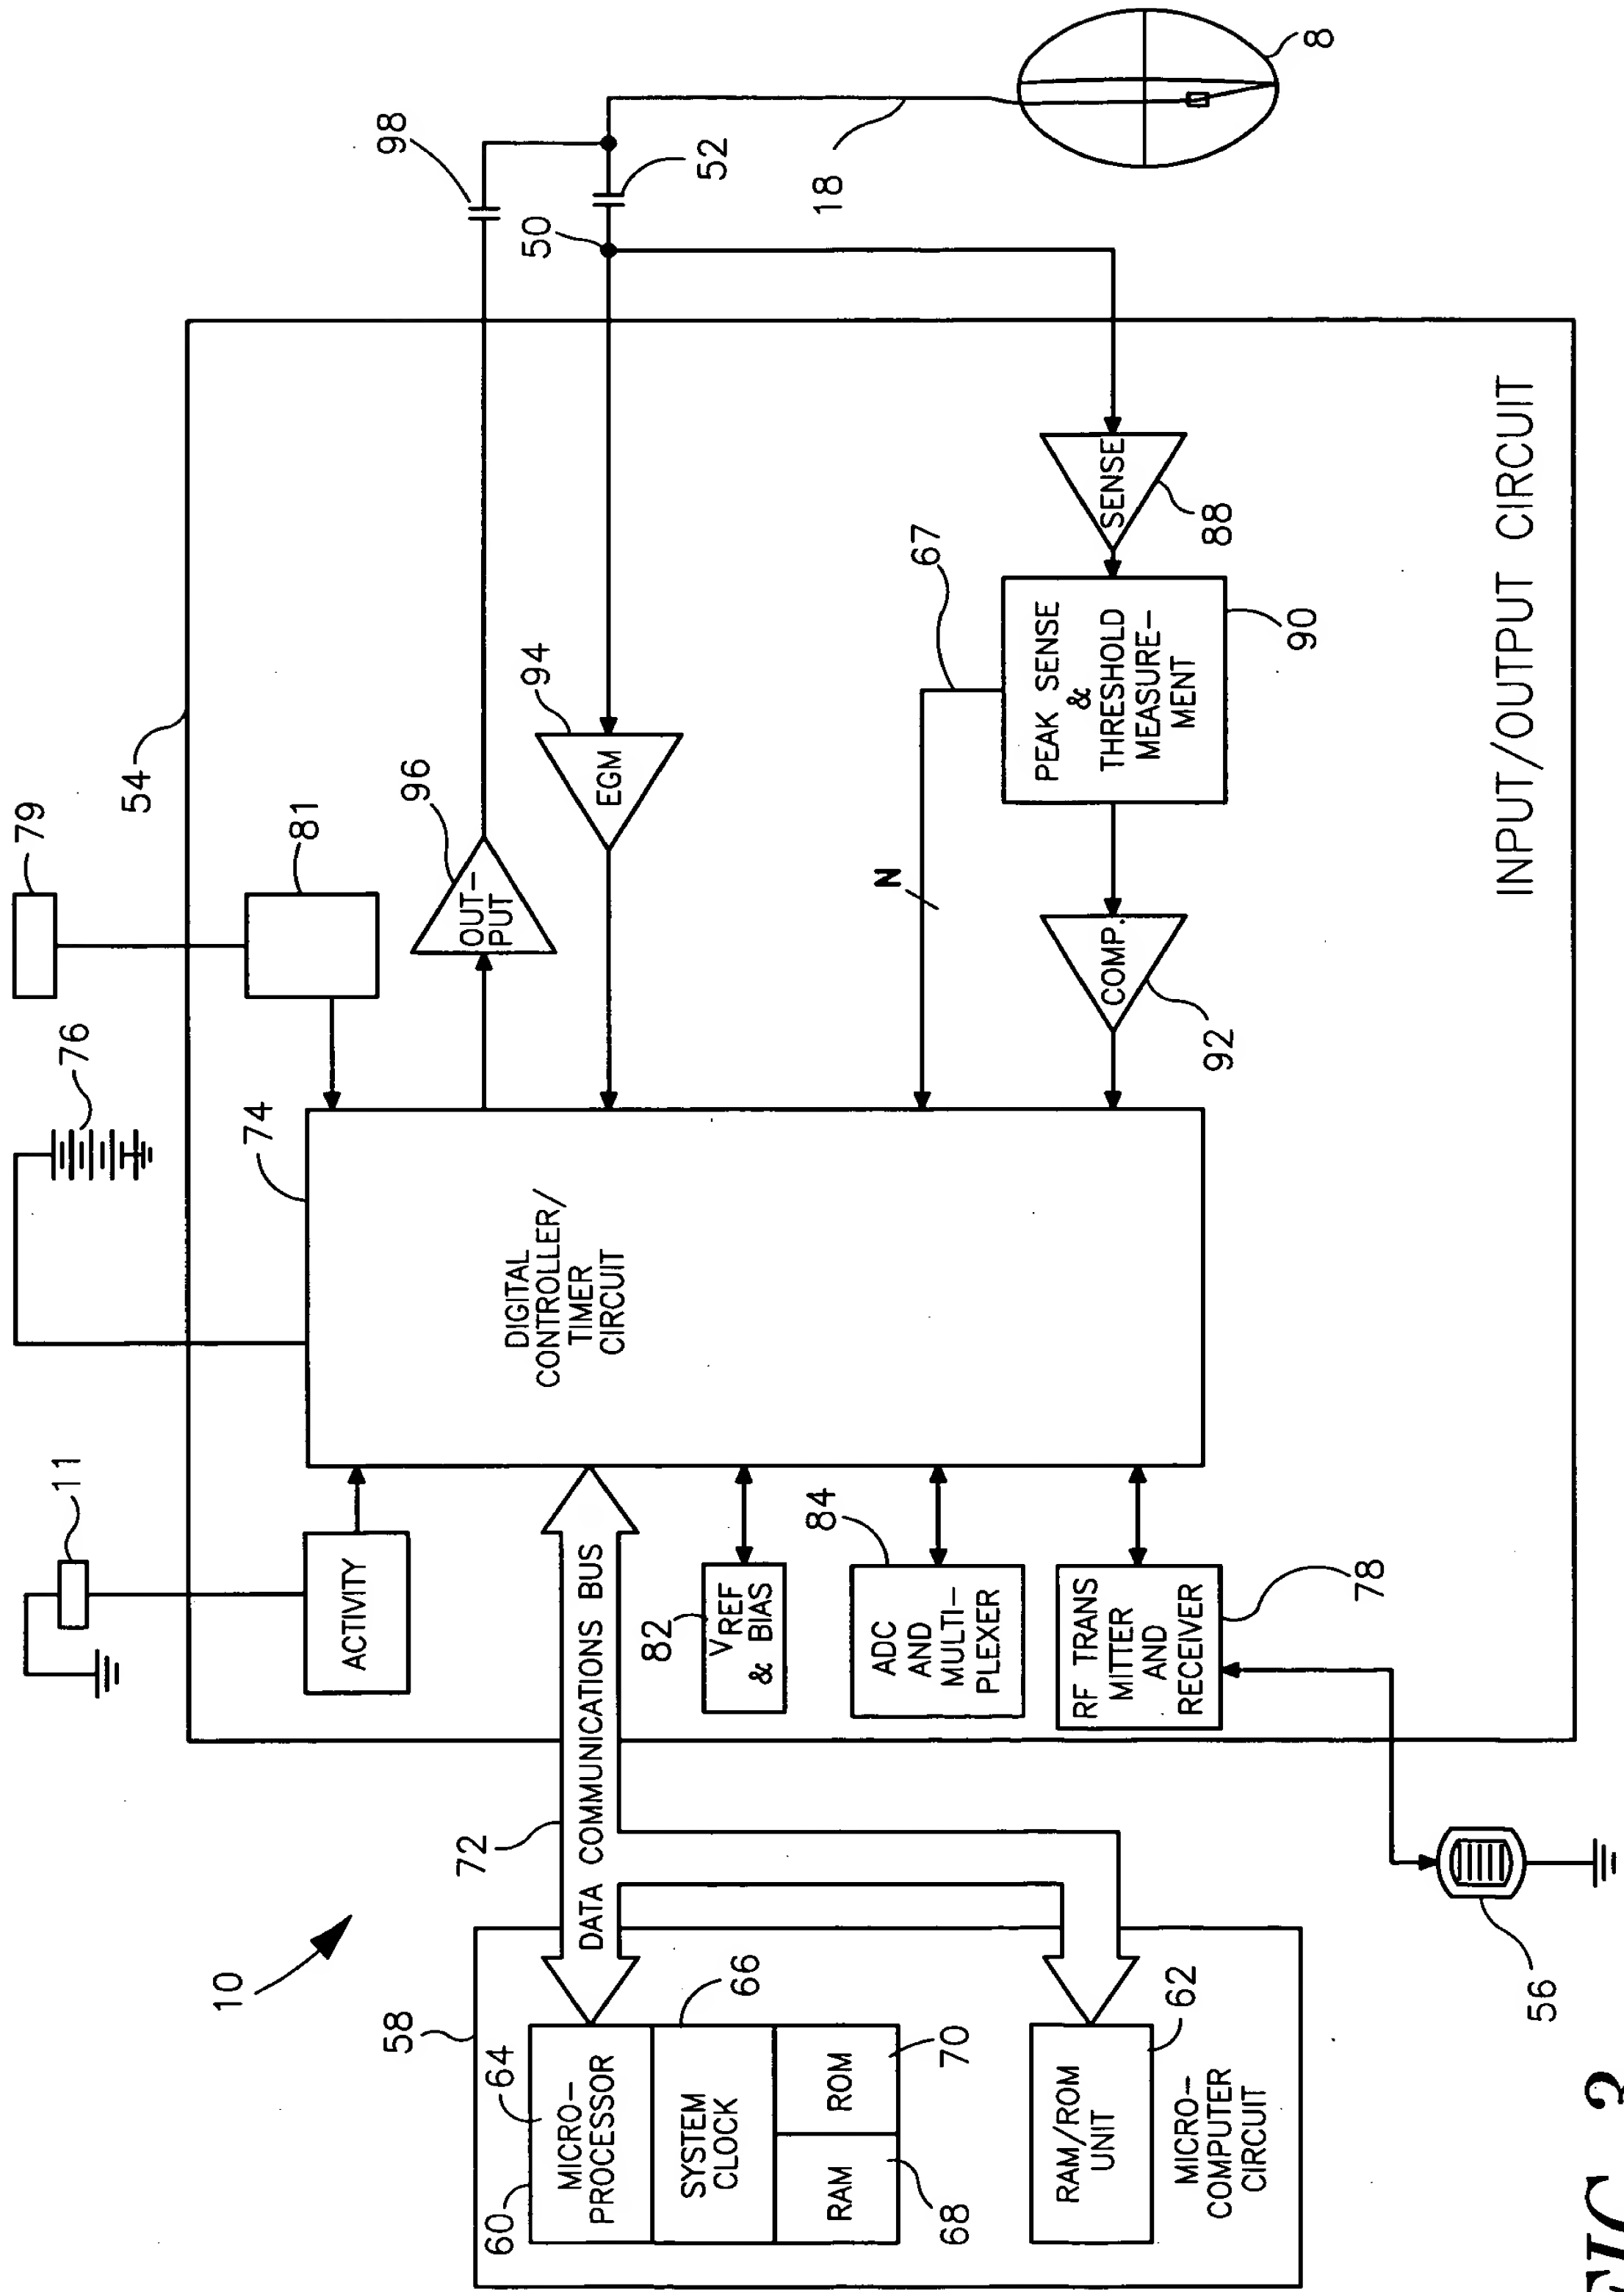 10
11
ACTIVITY
76
79
81
54
74
DIGITAL
CONTROLLER/
TIMER
CIRCUIT
96
OUT-
PUT
94
EGM
98
50
52
18
8
58
60
64
MICRO-
PROCESSOR
66
SYSTEM
CLOCK
RAM
ROM
68
70
62
RAM/ROM
UNIT
MICRO-
COMPUTER
CIRCUIT
72
DATA COMMUNICATIONS BUS
82
VREF
& BIAS
84
ADC
AND
MULTI-
PLEXER
RF TRANS
MITTER
AND
RECEIVER
78
56
N
67
PEAK SENSE
&
THRESHOLD
MEASURE-
MENT
90
SENSE
88
COMP.
92
INPUT/OUTPUT CIRCUIT
FIG. 3